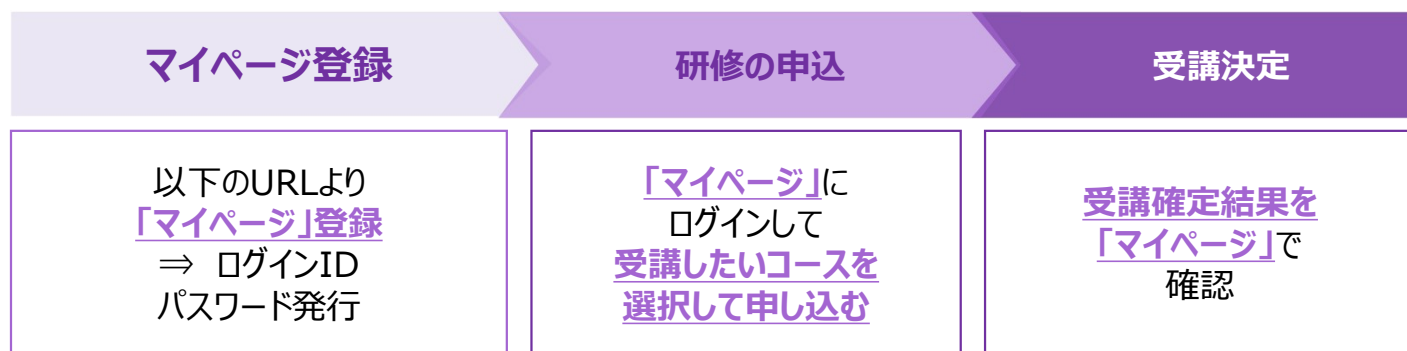 マイページ登録
研修の申込
受講決定
以下のURLより
「マイページ」登録
⇒ ログインID
パスワード発行
「マイページ」に
ログインして
受講したいコースを
選択して申し込む
受講確定結果を
「マイページ」で
確認